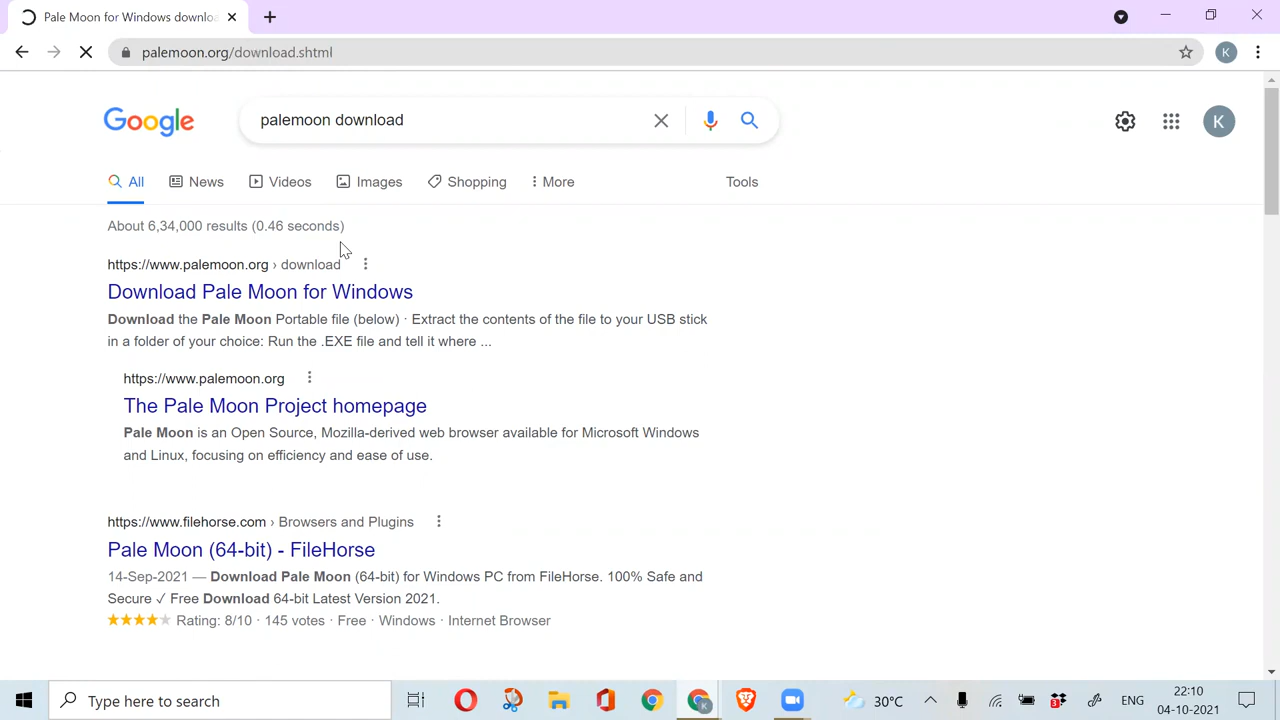 Pale Moon for Windows downloa
palemoon.org/download.shtml
K
Google
palemoon download
K
All
News
Videos
Images
Shopping
More
Tools
About 6,34,000 results (0.46 seconds)
https://www.palemoon.org › download
Download Pale Moon for Windows
Download the Pale Moon Portable file (below) · Extract the contents of the file to your USB stick
in a folder of your choice: Run the .EXE file and tell it where ...
https://www.palemoon.org
The Pale Moon Project homepage
Pale Moon is an Open Source, Mozilla-derived web browser available for Microsoft Windows
and Linux, focusing on efficiency and ease of use.
https://www.filehorse.com › Browsers and Plugins
Pale Moon (64-bit) - FileHorse
14-Sep-2021 — Download Pale Moon (64-bit) for Windows PC from FileHorse. 100% Safe and
Secure ✓ Free Download 64-bit Latest Version 2021.
★★★★★ Rating: 8/10 · 145 votes · Free · Windows · Internet Browser
Type here to search
30°C
3
ENG
22:10
04-10-2021